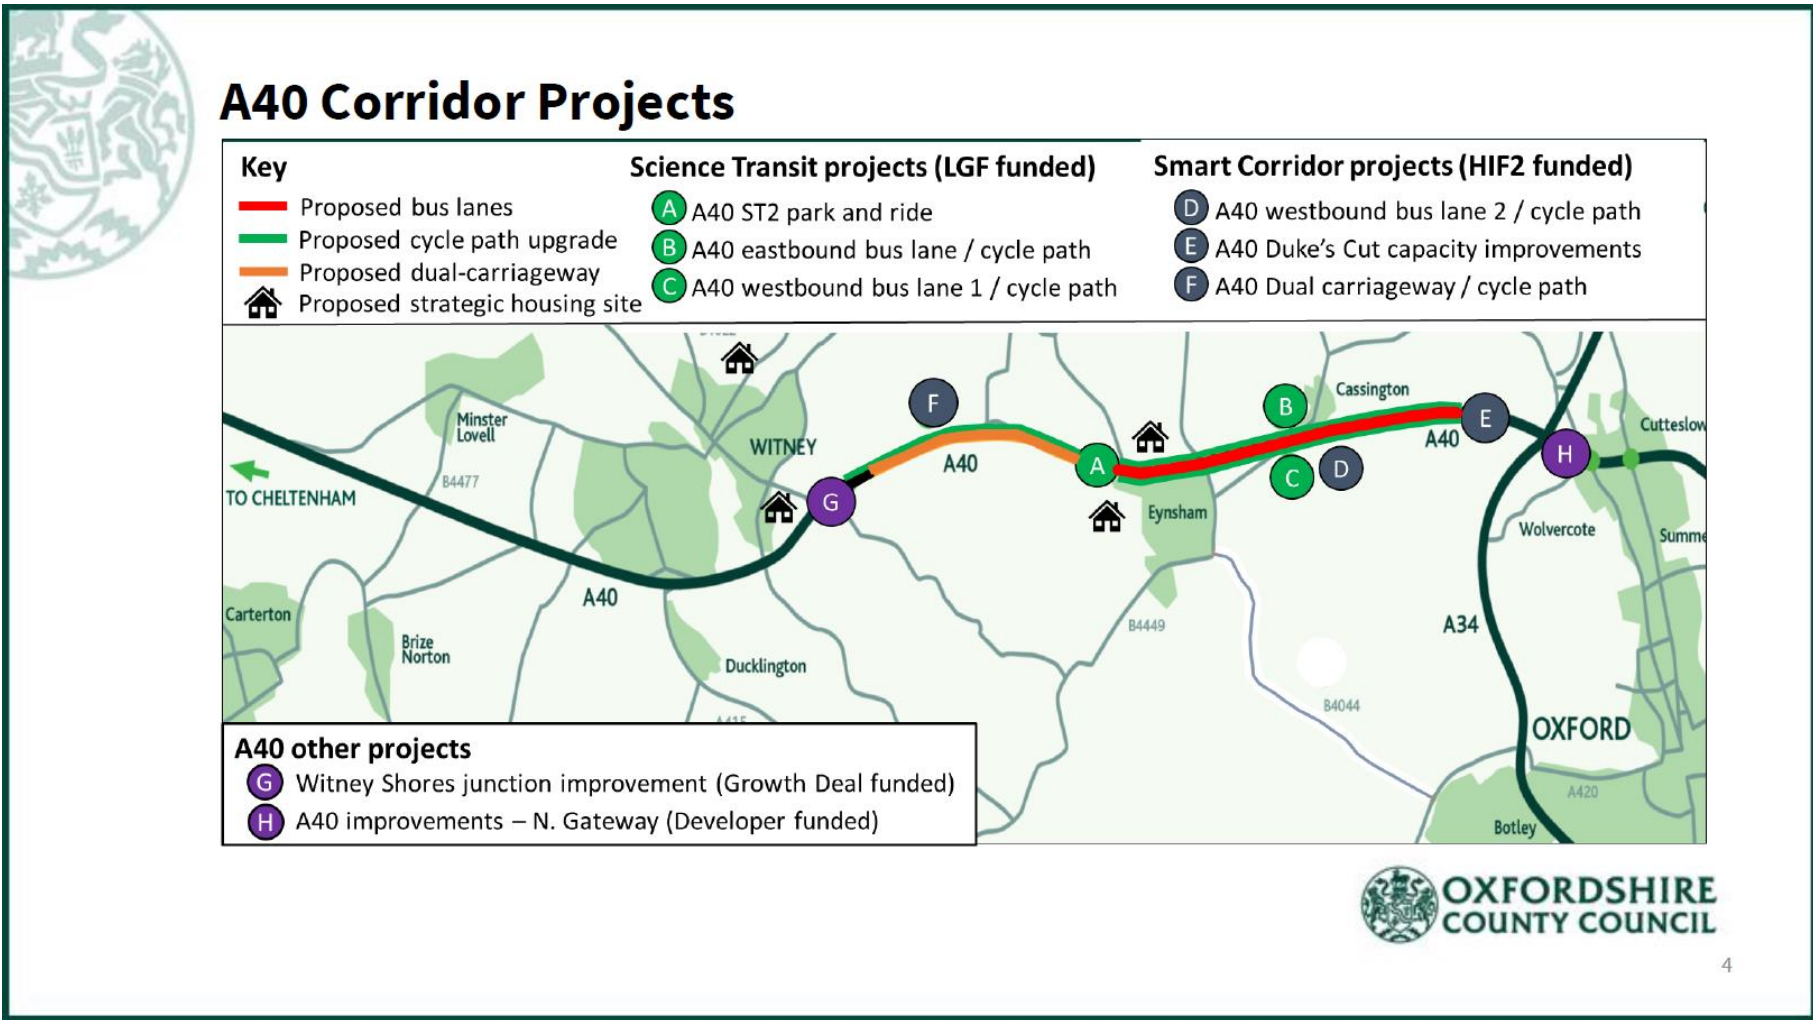 A40 Corridor Projects
Key
Proposed bus lanes
Proposed cycle path upgrade
Proposed dual-carriageway
Proposed strategic housing site
Science Transit projects (LGF funded)
A A40 ST2 park and ride
B A40 eastbound bus lane / cycle path
C A40 westbound bus lane 1 / cycle path
Smart Corridor projects (HIF2 funded)
D A40 westbound bus lane 2 / cycle path
E A40 Duke's Cut capacity improvements
F A40 Dual carriageway / cycle path
Minster
Lovell
B4477
TO CHELTENHAM
WITNEY
F
A40
G
A
Eynsham
B
C
D
Cassington
A40
E
H
Cutteslow
Wolvercote
Summe
A40
Carterton
Brize
Norton
Ducklington
A415
B4449
B4044
A34
OXFORD
A420
Botley
A40 other projects
G Witney Shores junction improvement (Growth Deal funded)
H A40 improvements – N. Gateway (Developer funded)
OXFORDSHIRE
COUNTY COUNCIL
4